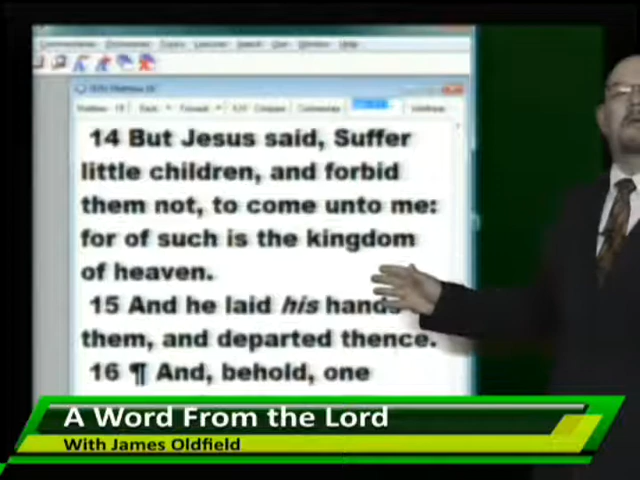 14 But Jesus said, Suffer
little children, and forbid
them not, to come unto me:
for of such is the kingdom
of heaven.
15 And he laid his hands
them, and departed thence.
16 ¶ And, behold, one
A Word From the Lord
With James Oldfield